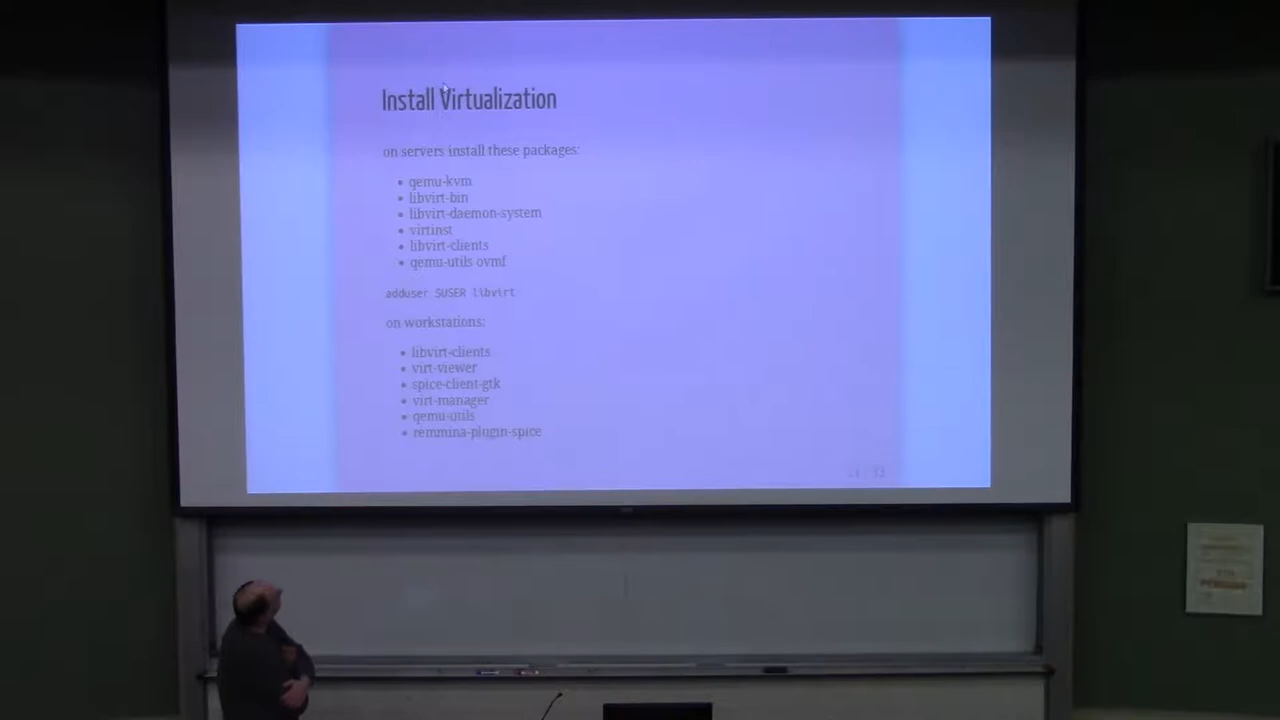 Install Virtualization
on servers install these packages:
• qemu-kvm
• libvirt-bin
• libvirt-daemon-system
• virtinst
• libvirt-clients
• qemu-utils ovmf
adduser $USER libvirt
on workstations:
• libvirt-clients
• virt-viewer
• spice-client-gtk
• virt-manager
• qemu-utils
• remmina-plugin-spice